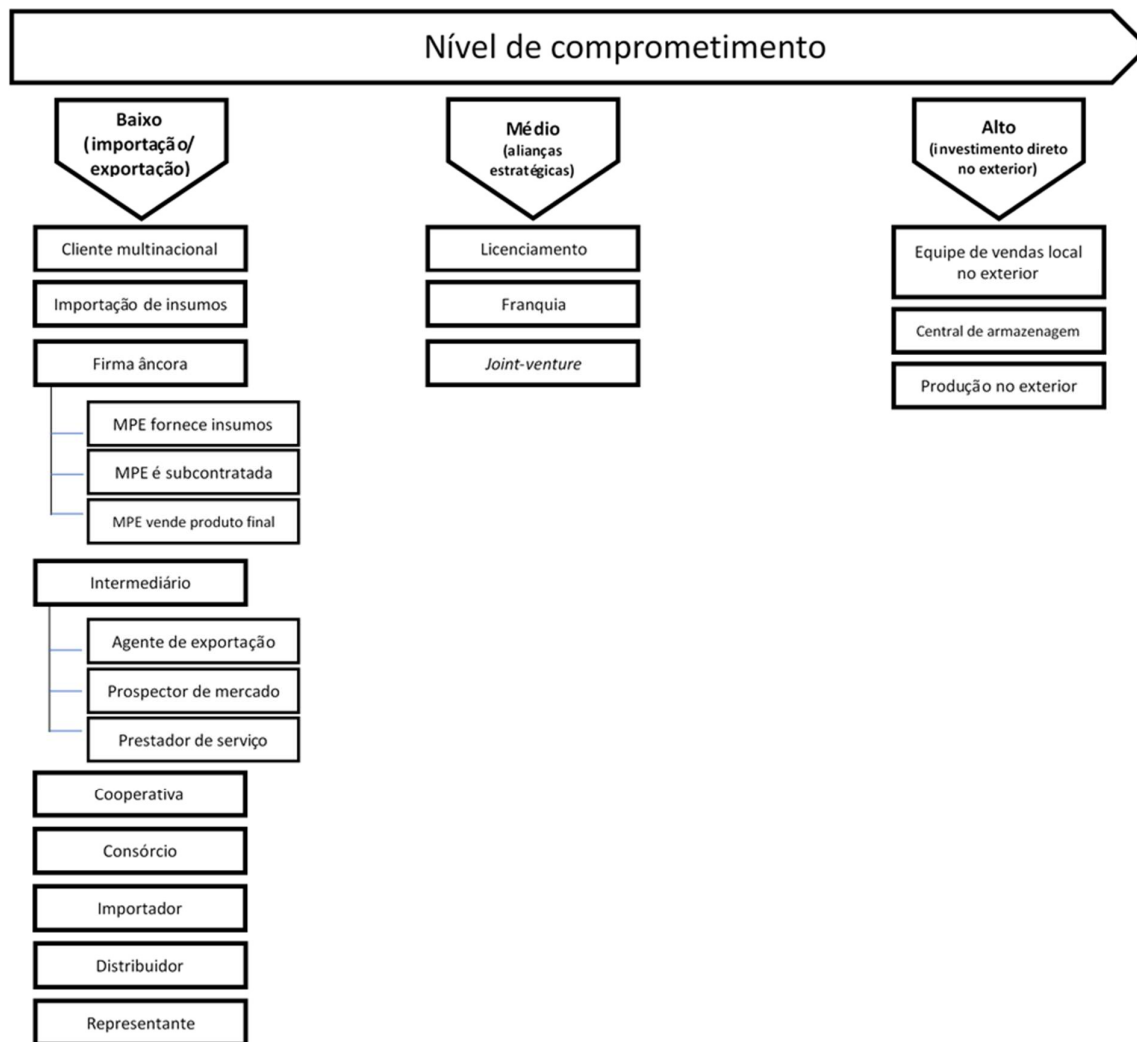 Nível de comprometimento
Baixo
(importação/
exportação)
Cliente multinacional
Importação de insumos
Firma âncora
MPE fornece insumos
MPE é subcontratada
MPE vende produto final
Intermediário
Agente de exportação
Prospector de mercado
Prestador de serviço
Cooperativa
Consórcio
Importador
Distribuidor
Representante
Médio
(alianças
estratégicas)
Licenciamento
Franquia
Joint-venture
Alto
(investimento direto
no exterior)
Equipe de vendas local
no exterior
Central de armazenagem
Produção no exterior